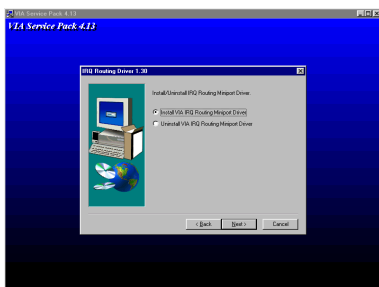 VIA Service Pack 4.13
VIA Service Pack 4.13
IRQ Routing Driver 1.30
Install/Uninstall IRQ Routing Miniport Driver.
Install VIA IRQ Routing Miniport Driver
Uninstall VIA IRQ Routing Miniport Driver
< Back
Next >
Cancel